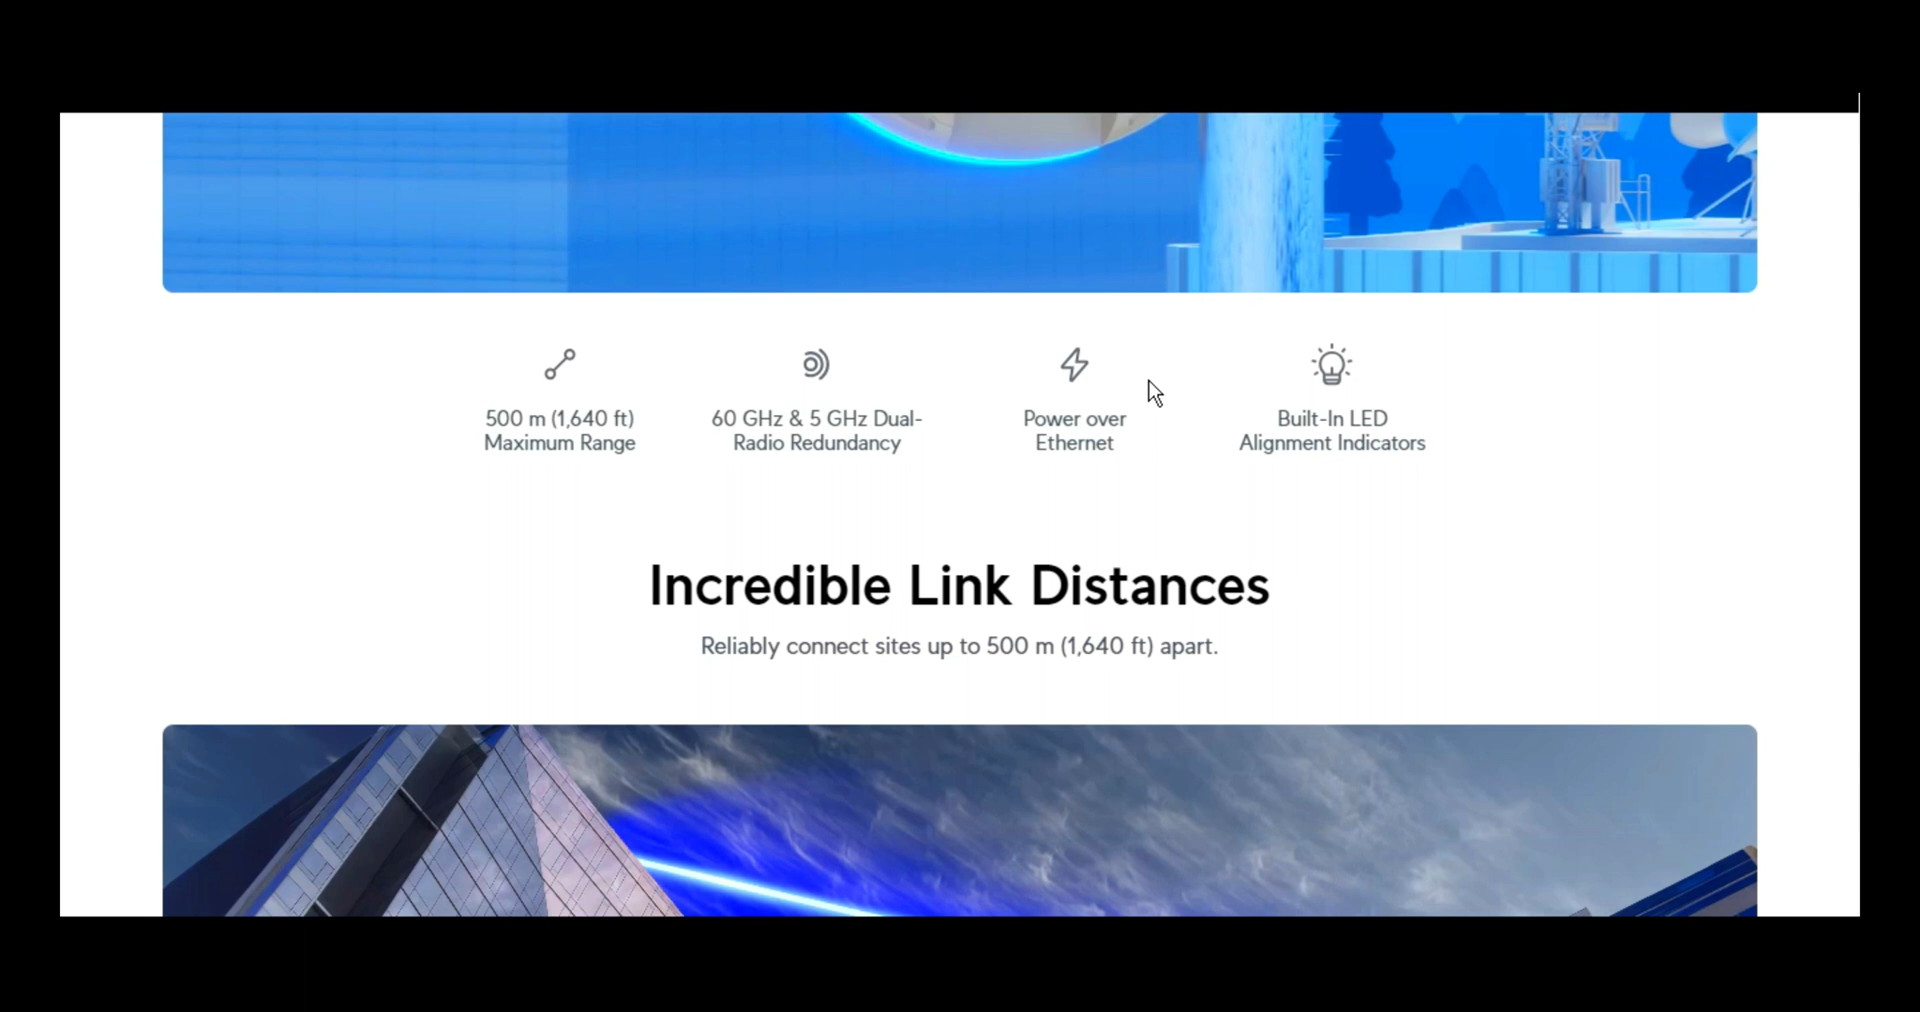 500 m (1,640 ft)
Maximum Range
60 GHz & 5 GHz Dual-
Radio Redundancy
Power over
Ethernet
Built-In LED
Alignment Indicators
Incredible Link Distances
Reliably connect sites up to 500 m (1,640 ft) apart.